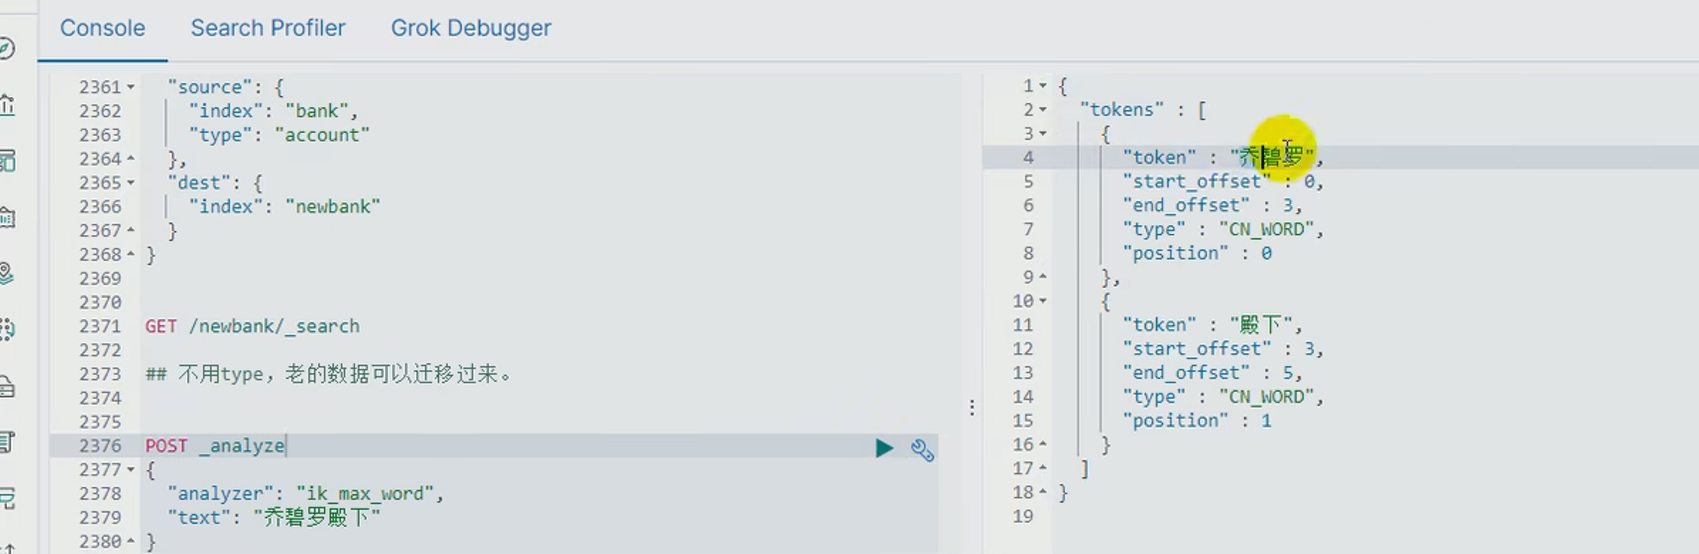 Console Search Profiler Grok Debugger
2361 "source": {
2362 "index": "bank",
2363 "type": "account"
2364 },
2365 "dest": {
2366 "index": "newbank"
2367 }
2368 }
2369
2370
2371 GET /newbank/_search
2372
2373 ## 不用type，老的数据可以迁移过来。
2374
2375
2376 POST _analyze
2377 {
2378 "analyzer": "ik_max_word",
2379 "text": "乔碧罗殿下"
2380 }
1 {
2 "tokens" : [
3 {
4 "token" : "乔碧罗",
5 "start_offset" : 0,
6 "end_offset" : 3,
7 "type" : "CN_WORD",
8 "position" : 0
9 },
10 {
11 "token" : "殿下",
12 "start_offset" : 3,
13 "end_offset" : 5,
14 "type" : "CN_WORD",
15 "position" : 1
16 }
17 ]
18 }
19